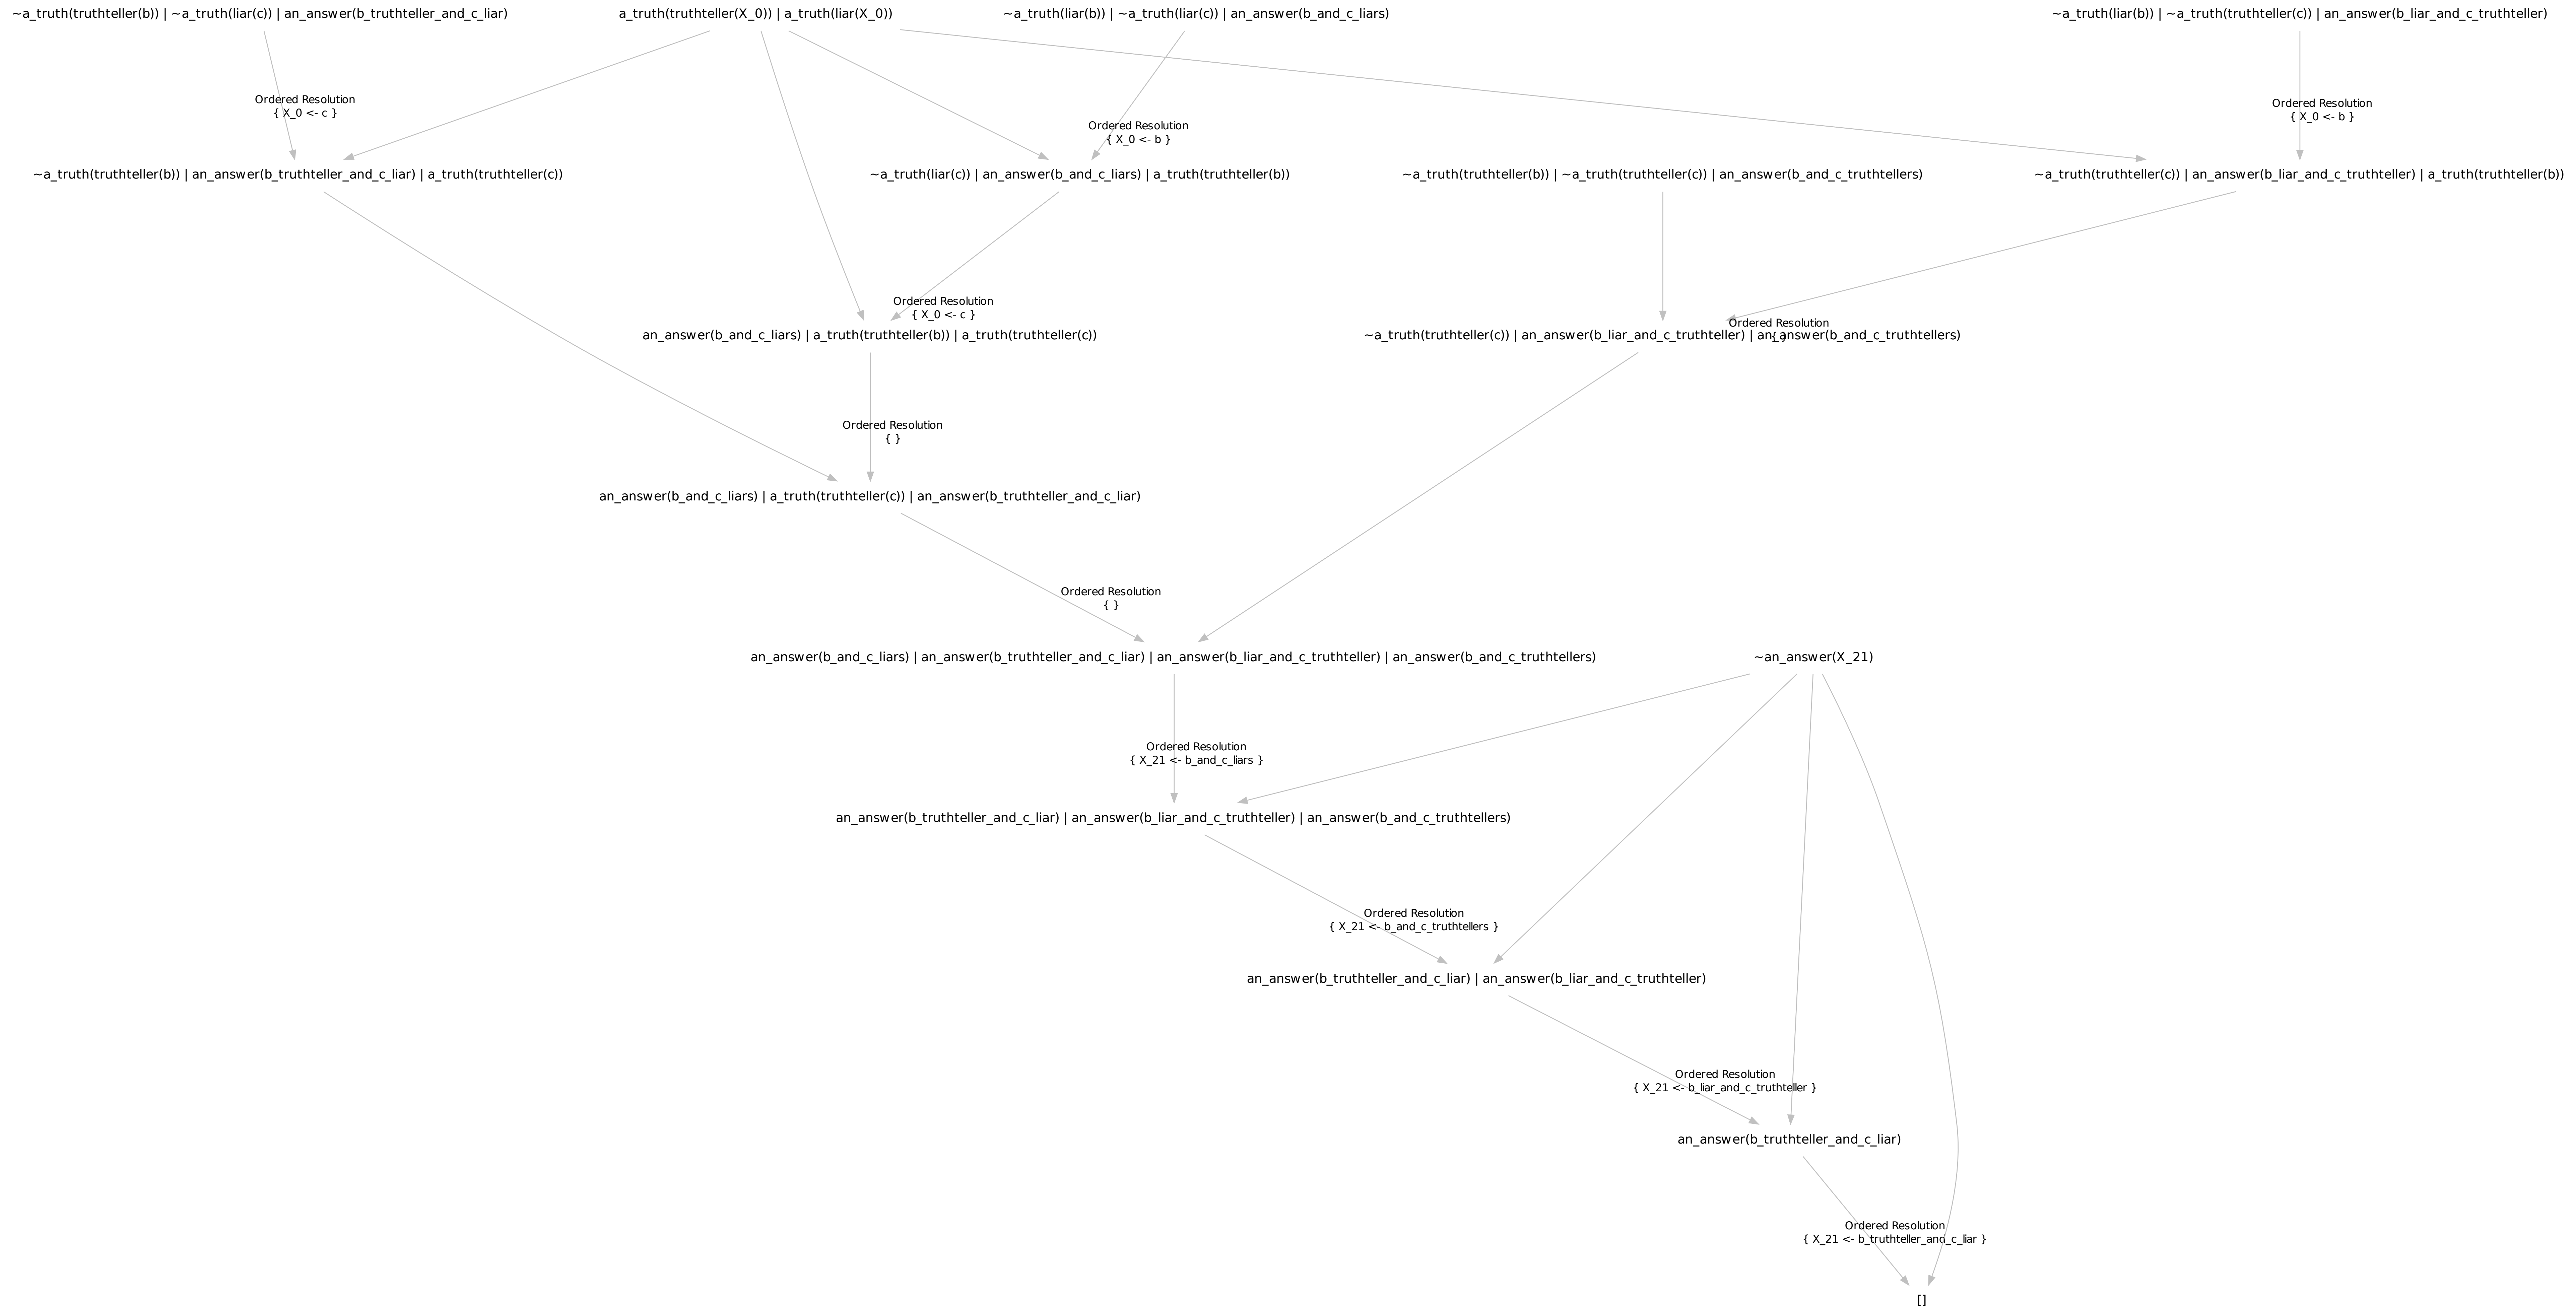 ~a_truth(truthteller(b)) | ~a_truth(liar(c)) | an_answer(b_truthteller_and_c_liar)
a_truth(truthteller(X_0)) | a_truth(liar(X_0))
~a_truth(liar(b)) | ~a_truth(liar(c)) | an_answer(b_and_c_liars)
~a_truth(liar(b)) | ~a_truth(truthteller(c)) | an_answer(b_liar_and_c_truthteller)
Ordered Resolution
{ X_0 <- c }
Ordered Resolution
{ X_0 <- b }
Ordered Resolution
{ X_0 <- b }
~a_truth(truthteller(b)) | an_answer(b_truthteller_and_c_liar) | a_truth(truthteller(c))
~a_truth(liar(c)) | an_answer(b_and_c_liars) | a_truth(truthteller(b))
~a_truth(truthteller(b)) | ~a_truth(truthteller(c)) | an_answer(b_and_c_truthtellers)
~a_truth(truthteller(c)) | an_answer(b_liar_and_c_truthteller) | a_truth(truthteller(b))
Ordered Resolution
{ X_0 <- c }
Ordered Resolution
{ }
an_answer(b_and_c_liars) | a_truth(truthteller(b)) | a_truth(truthteller(c))
~a_truth(truthteller(c)) | an_answer(b_liar_and_c_truthteller) | an_answer(b_and_c_truthtellers)
Ordered Resolution
{ }
an_answer(b_and_c_liars) | a_truth(truthteller(c)) | an_answer(b_truthteller_and_c_liar)
Ordered Resolution
{ }
an_answer(b_and_c_liars) | an_answer(b_truthteller_and_c_liar) | an_answer(b_liar_and_c_truthteller) | an_answer(b_and_c_truthtellers)
~an_answer(X_21)
Ordered Resolution
{ X_21 <- b_and_c_liars }
an_answer(b_truthteller_and_c_liar) | an_answer(b_liar_and_c_truthteller) | an_answer(b_and_c_truthtellers)
Ordered Resolution
{ X_21 <- b_and_c_truthtellers }
an_answer(b_truthteller_and_c_liar) | an_answer(b_liar_and_c_truthteller)
Ordered Resolution
{ X_21 <- b_liar_and_c_truthteller }
an_answer(b_truthteller_and_c_liar)
Ordered Resolution
{ X_21 <- b_truthteller_and_c_liar }
[]